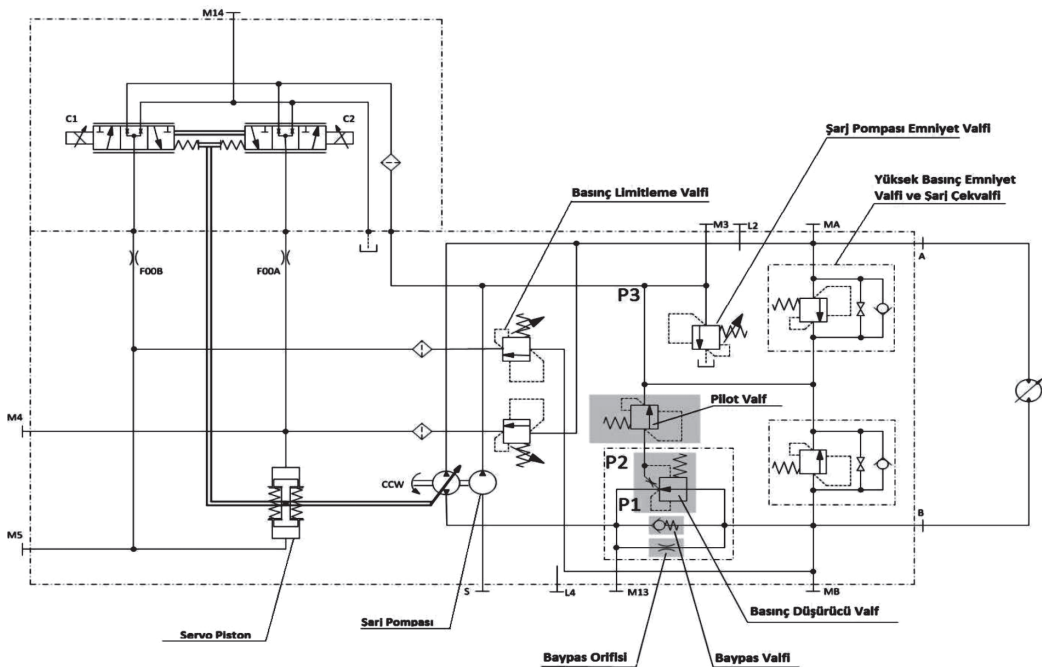 M14
C1
C2
Şarj Pompası Emniyet Valfi
Yüksek Basınç Emniyet
Valfi ve Şarj Çekvalfi
Basınç Limitleme Valfi
M3
L2
MA
A
F00B
F00A
P3
Pilot Valf
M4
P2
CCW
P1
B
M5
S
L4
M13
MB
Basınç Düşürücü Valf
Servo Piston
Şarj Pompası
Baypas Orifisi
Baypas Valfi